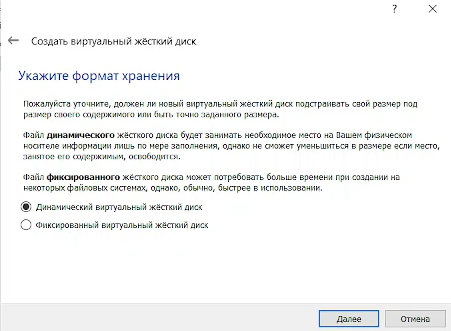 ?
Создать виртуальный жёсткий диск
Укажите формат хранения
Пожалуйста уточните, должен ли новый виртуальный жёсткий диск подстраивать свой размер под
размер своего содержимого или быть точно заданного размера.
Файл динамического жёсткого диска будет занимать необходимое место на Вашем физическом
носителе информации лишь по мере заполнения, однако не сможет уменьшиться в размере если место,
занятое его содержимым, освободится.
Файл фиксированного жёсткого диска может потребовать больше времени при создании на
некоторых файловых системах, однако, обычно, быстрее в использовании.
Динамический виртуальный жёсткий диск
Фиксированный виртуальный жёсткий диск
Далее
Отмена